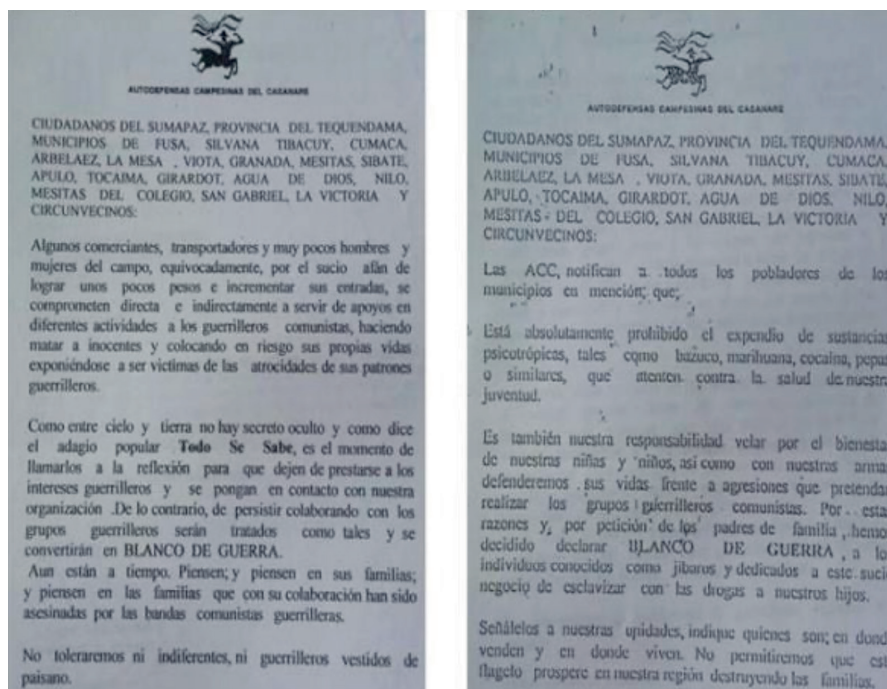 AUTODEFENSAS CAMPESINAS DEL CASANARE
CIUDADANOS DEL SUMAPAZ, PROVINCIA DEL TEQUENDAMA,
MUNICIPIOS DE FUSA, SILVANA TIBACUY, CUMACA,
ARBELAEZ, LA MESA , VIOTA, GRANADA, MESITAS, SIBATE,
APULO, TOCAIMA, GIRARDOT, AGUA DE DIOS, NILO,
MESITAS DEL COLEGIO, SAN GABRIEL, LA VICTORIA Y
CIRCUNVECINOS:
Algunos comerciantes, transportadores y muy pocos hombres y
mujeres del campo, equivocadamente, por el sucio afán de
lograr unos pocos pesos e incrementar sus entradas, se
comprometen directa e indirectamente a servir de apoyos en
diferentes actividades a los guerrilleros comunistas, haciendo
matar a inocentes y colocando en riesgo sus propias vidas
exponiéndose a ser victimas de las atrocidades de sus patrones
guerrilleros.
Como entre cielo y tierra no hay secreto oculto y como dice
el adagio popular Todo Se Sabe, es el momento de
llamarlos a la reflexión para que dejen de prestarse a los
intereses guerrilleros y se pongan en contacto con nuestra
organización .De lo contrario, de persistir colaborando con los
grupos guerrilleros serán tratados como tales y se
convertirán en BLANCO DE GUERRA.
Aun están a tiempo. Piensen; y piensen en sus familias;
y piensen en las familias que con su colaboración han sido
asesinadas por las bandas comunistas guerrilleras.
No toleraremos ni indiferentes, ni guerrilleros vestidos de
paisano.
AUTODEFENSAS CAMPESINAS DEL CASANARE
CIUDADANOS DEL SUMAPAZ, PROVINCIA DEL TEQUENDAMA,
MUNICIPIOS DE FUSA, SILVANA TIBACUY, CUMACA,
ARBELAEZ, LA MESA , VIOTA, GRANADA, MESITAS, SIBATE,
APULO, TOCAIMA, GIRARDOT, AGUA DE DIOS, NILO,
MESITAS DEL COLEGIO, SAN GABRIEL, LA VICTORIA Y
CIRCUNVECINOS:
Las ACC, notifican a todos los pobladores de los
municipios en mención; que;
Está absolutamente prohibido el expendio de sustancias
psicotrópicas, tales como bazuco, marihuana, cocaína, pepas
o similares, que atenten contra la salud de nuestra
juventud.
Es también nuestra responsabilidad velar por el bienesta
de nuestras niñas y niños, asi como con nuestras arma
defenderemos sus vidas frente a agresiones que pretenda
realizar los grupos guerrilleros comunistas. Por esta
razones y, por petición de los padres de familia, hemo
decidido declarar BLANCO DE GUERRA , a lo
individuos conocidos como jíbaros y dedicados a este suci
negocio de esclavizar con las drogas a nuestros hijos.
Señálelos a nuestras unidades, indique quienes son; en dond
venden y en donde viven. No permitiremos que est
flagelo prospere en nuestra región destruyendo las familias.